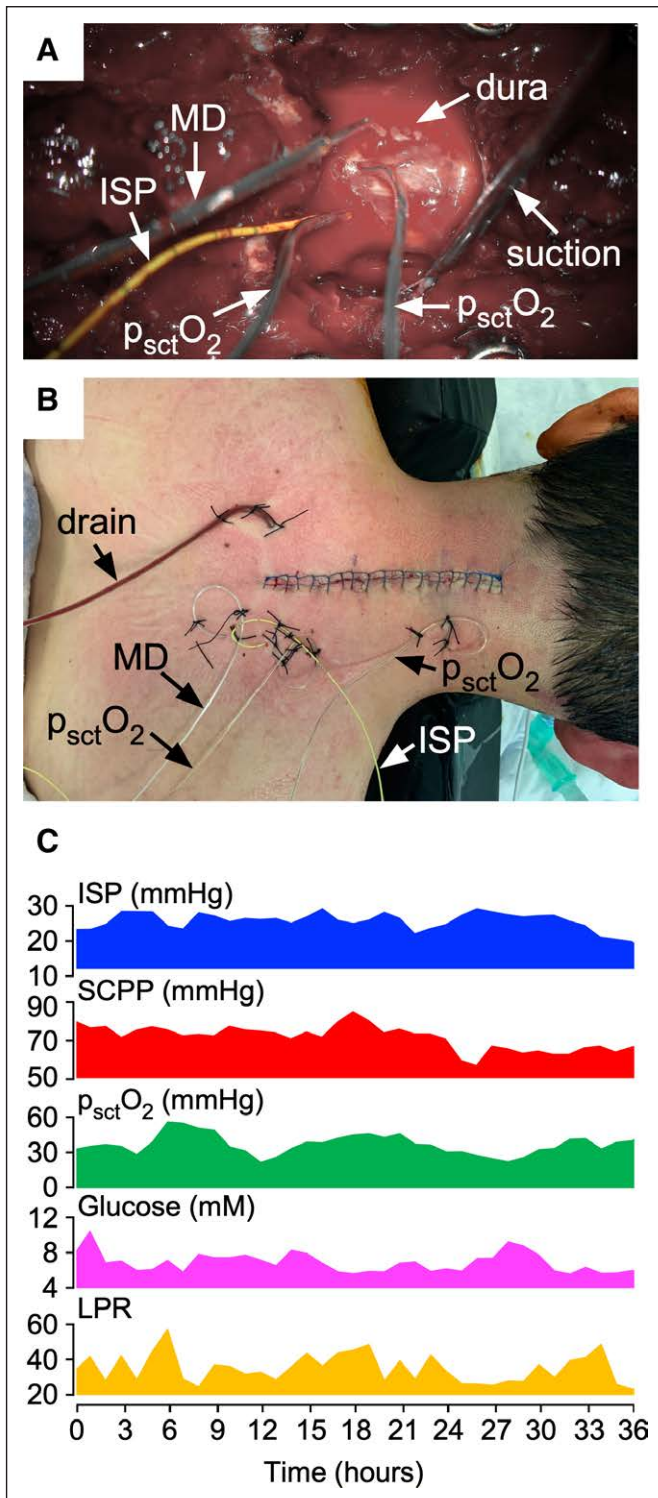 A
dura
MD
ISP
suction
psctO2
psctO2
B
drain
MD
psctO2
psctO2
ISP
C
ISP (mmHg)
30
20
10
SCPP (mmHg)
90
70
50
psctO2 (mmHg)
60
30
0
Glucose (mM)
12
8
4
LPR
60
40
20
0 3 6 9 12 15 18 21 24 27 30 33 36
Time (hours)